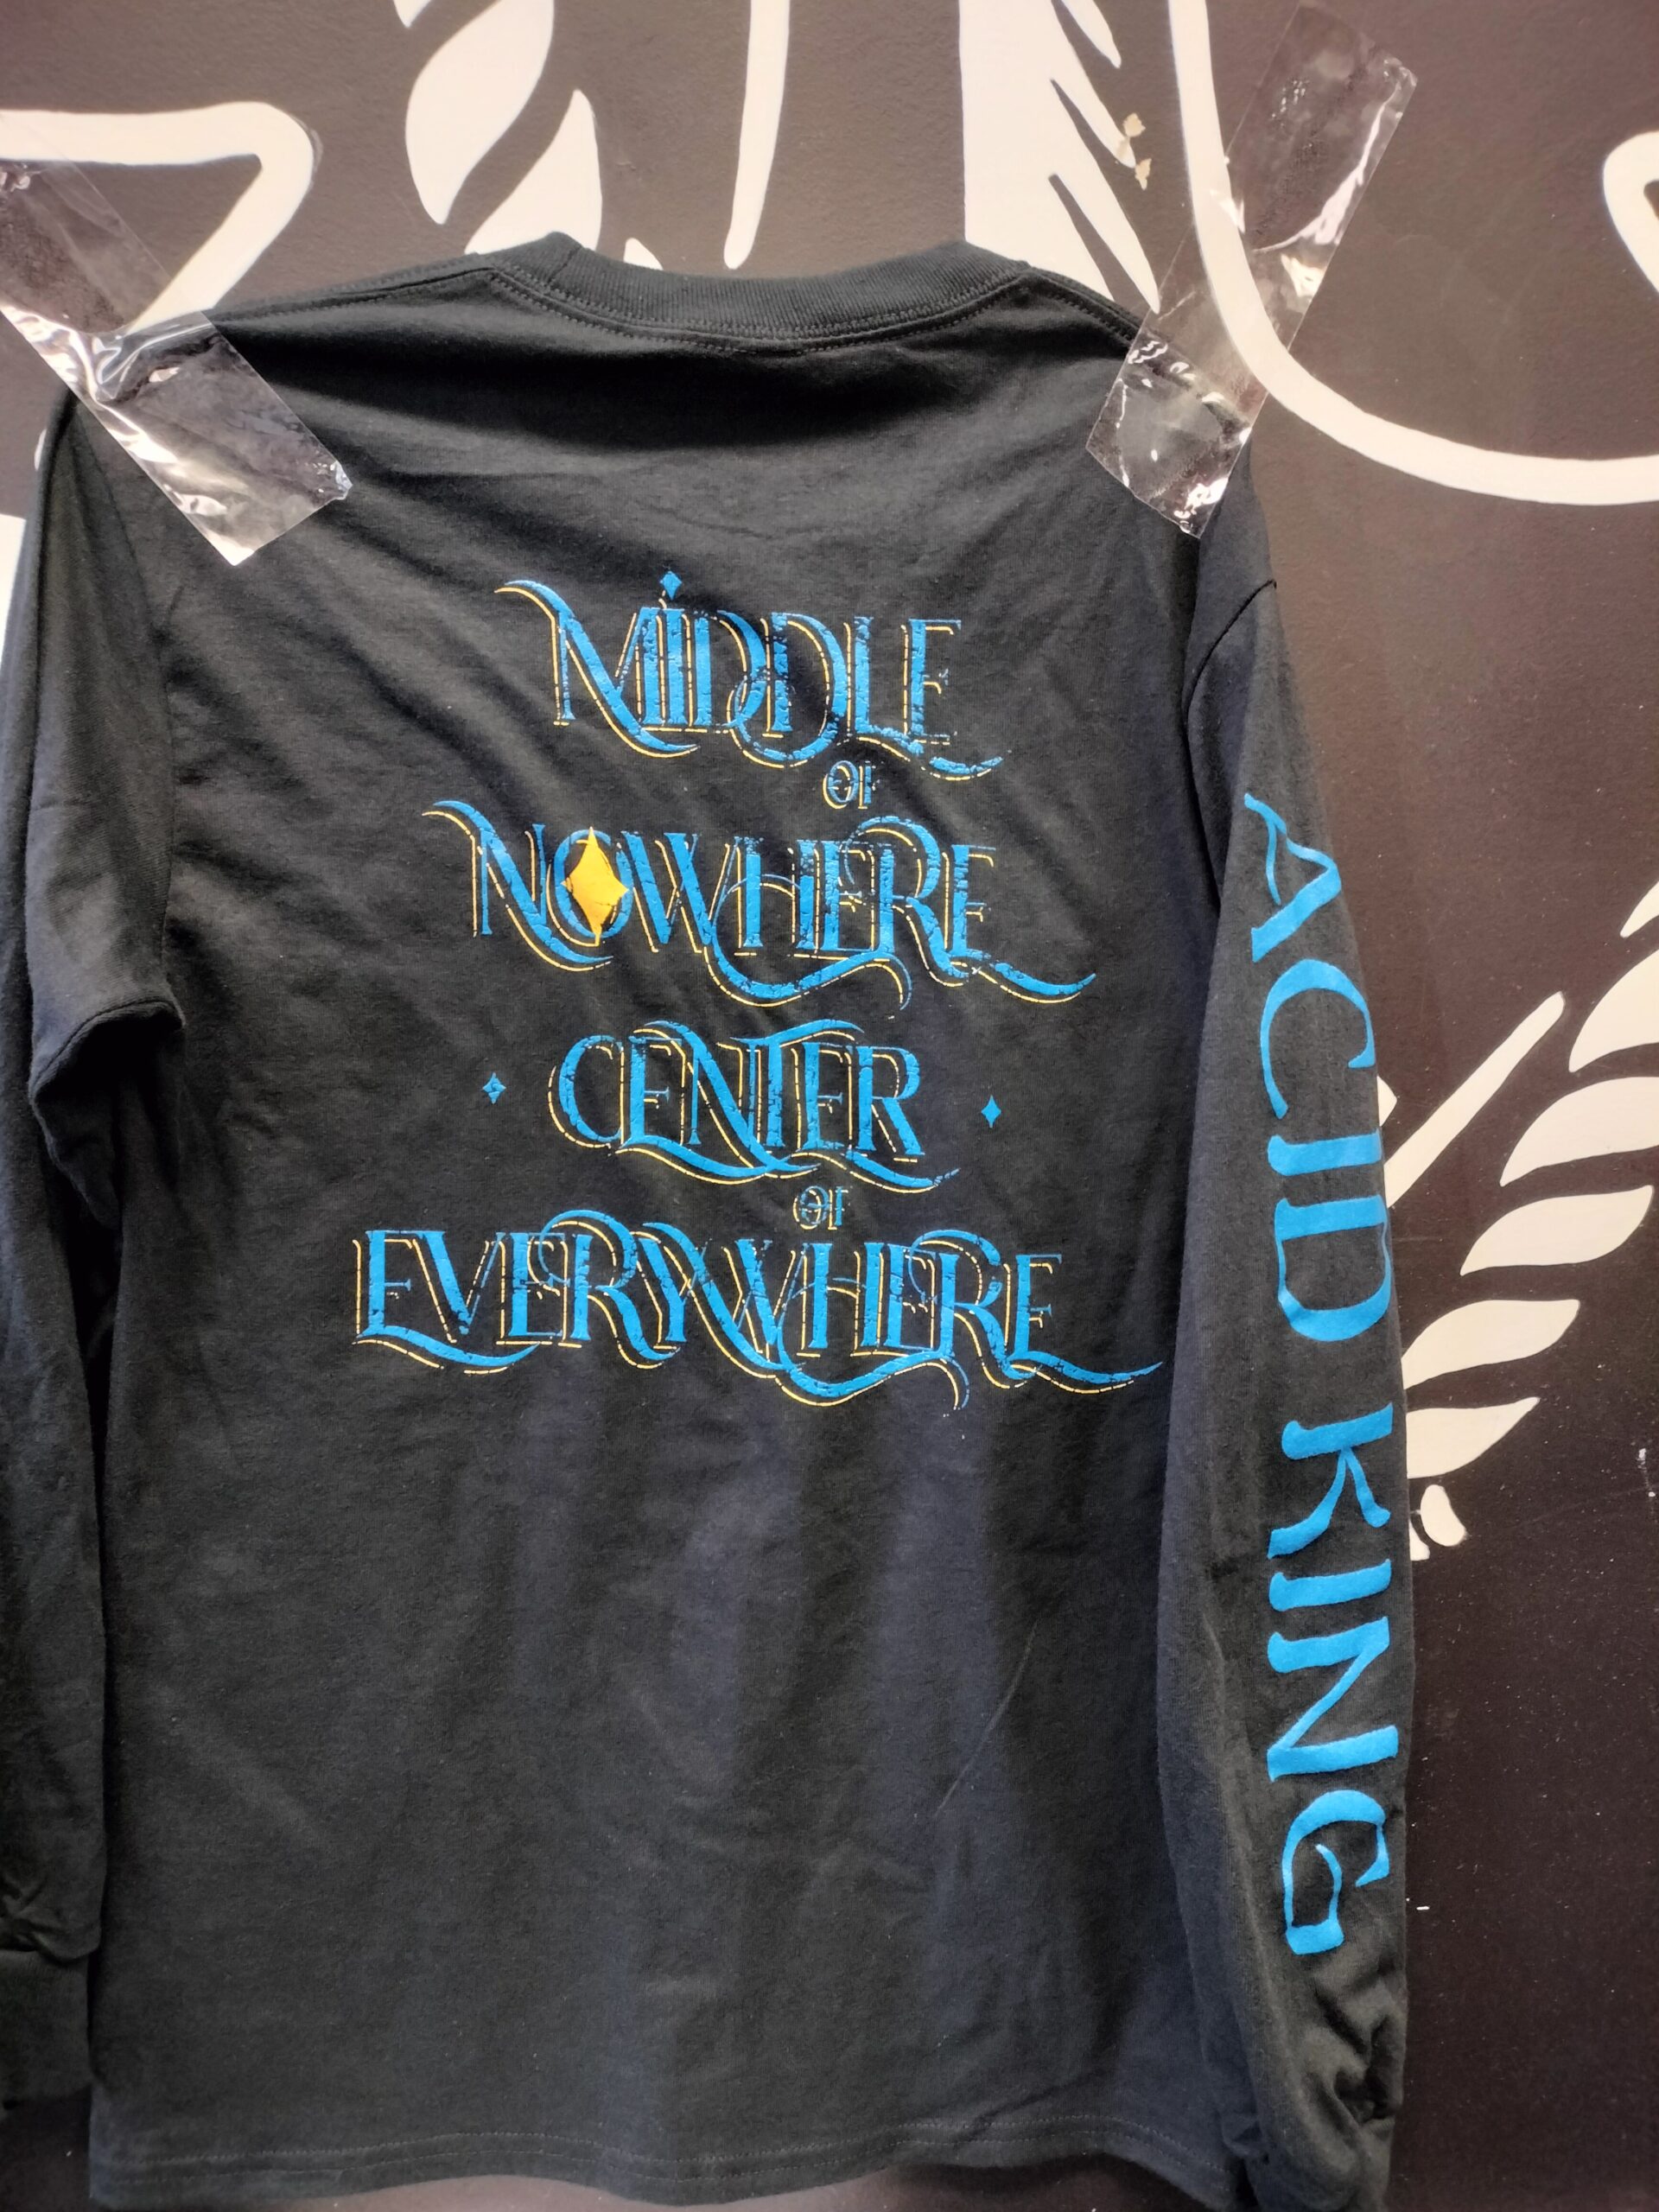 MIDDLE
OF
NOWHERE
CENTER
OF
EVERYWHERE
ACID KING